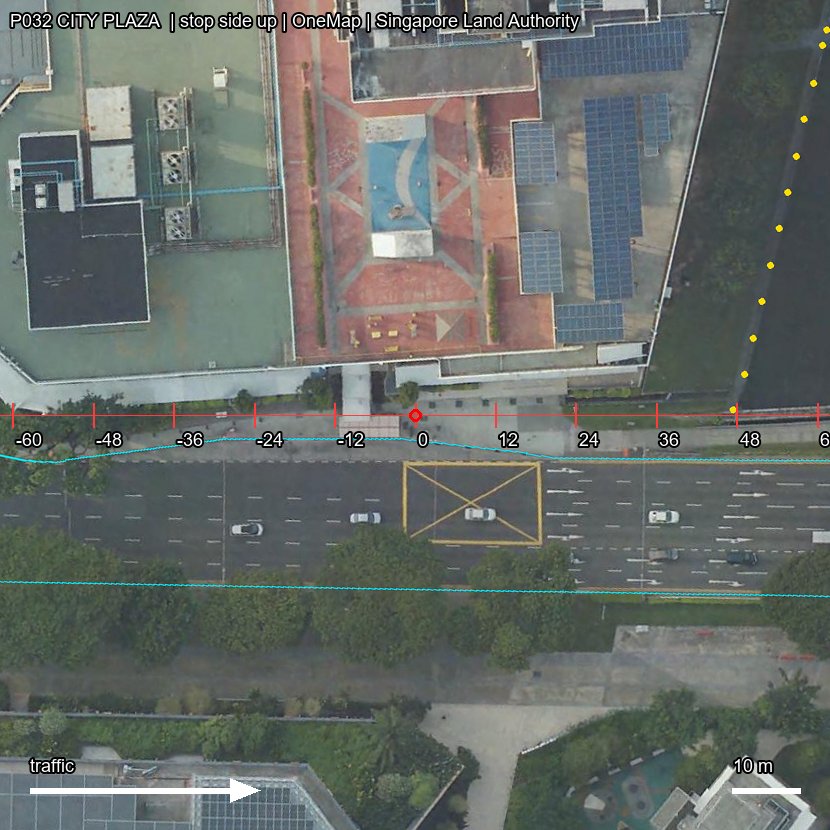 P032 CITY PLAZA | stop side up | OneMap | Singapore Land Authority
-60 -48 -36 -24 -12 0 12 24 36 48 6
traffic
10 m